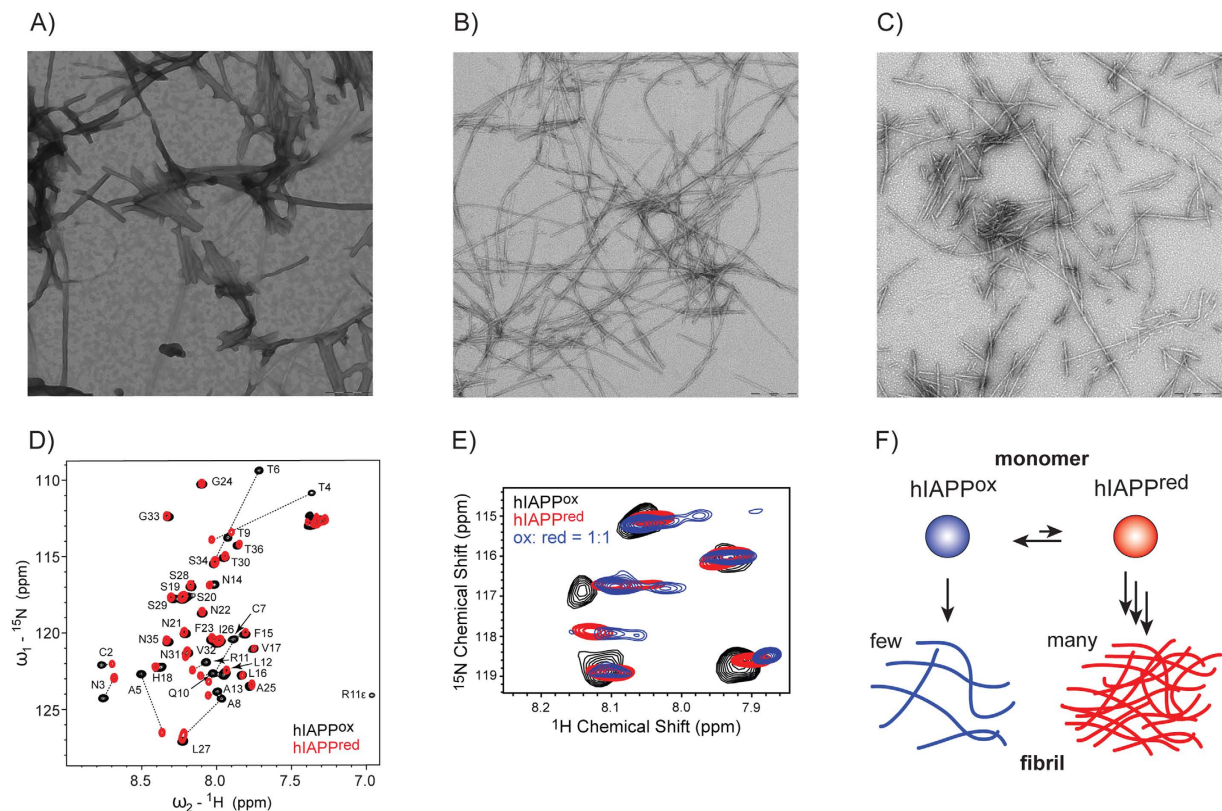 A)
B)
C)
D)
110
115
120
125
ω₁ - ¹⁵N (ppm)
T6
T4
G24
G33
T9
T36
S34
T30
S28
N14
S19
S20
C7
S29
N22
N21
F23
I26
F15
N35
V32
V17
N31
R11
C2
L12
H18
L16
N3
Q10
A13
A25
A5
A8
R11ε
L27
hIAPPᵒˣ
hIAPPʳᵉᵈ
8.5
8.0
7.5
7.0
ω₂ - ¹H (ppm)
E)
hIAPPᵒˣ
hIAPPʳᵉᵈ
ox: red = 1:1
115
116
117
118
¹⁵N Chemical Shift (ppm)
8.2
8.1
8.0
7.9
¹H Chemical Shift (ppm)
F)
monomer
hIAPPᵒˣ
hIAPPʳᵉᵈ
few
many
fibril